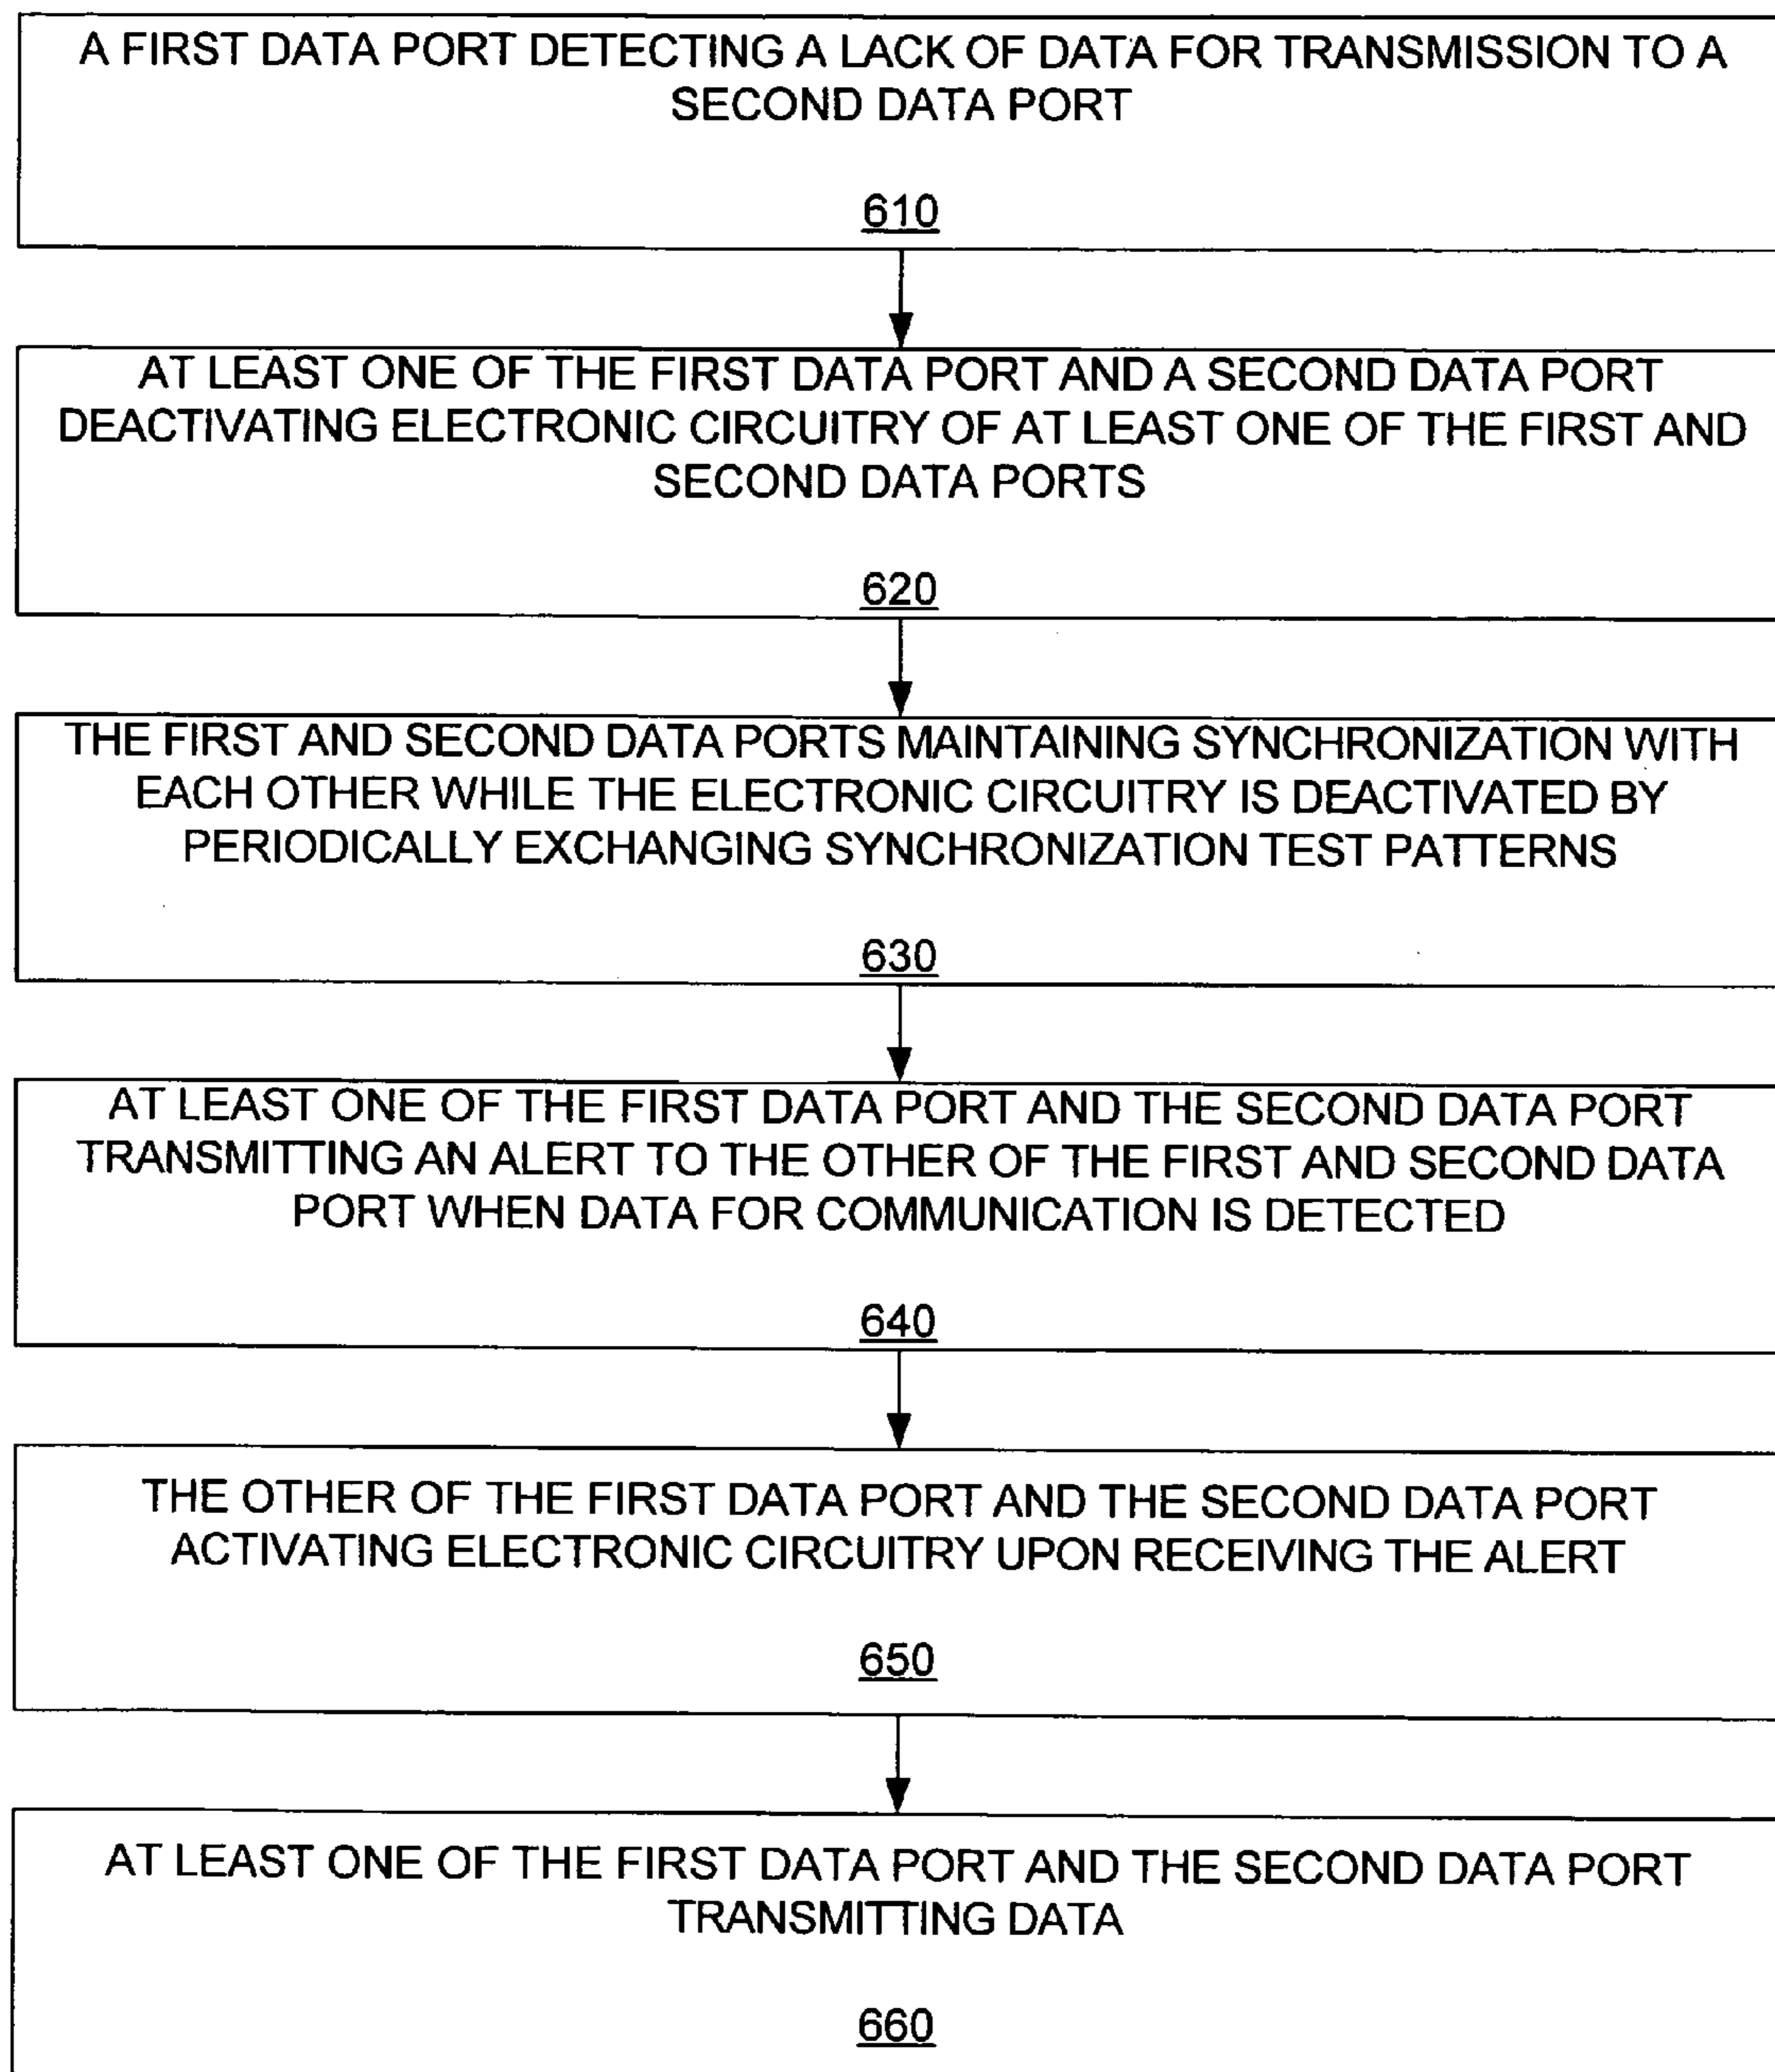 A FIRST DATA PORT DETECTING A LACK OF DATA FOR TRANSMISSION TO A
SECOND DATA PORT
610
AT LEAST ONE OF THE FIRST DATA PORT AND A SECOND DATA PORT
DEACTIVATING ELECTRONIC CIRCUITRY OF AT LEAST ONE OF THE FIRST AND
SECOND DATA PORTS
620
THE FIRST AND SECOND DATA PORTS MAINTAINING SYNCHRONIZATION WITH
EACH OTHER WHILE THE ELECTRONIC CIRCUITRY IS DEACTIVATED BY
PERIODICALLY EXCHANGING SYNCHRONIZATION TEST PATTERNS
630
AT LEAST ONE OF THE FIRST DATA PORT AND THE SECOND DATA PORT
TRANSMITTING AN ALERT TO THE OTHER OF THE FIRST AND SECOND DATA
PORT WHEN DATA FOR COMMUNICATION IS DETECTED
640
THE OTHER OF THE FIRST DATA PORT AND THE SECOND DATA PORT
ACTIVATING ELECTRONIC CIRCUITRY UPON RECEIVING THE ALERT
650
AT LEAST ONE OF THE FIRST DATA PORT AND THE SECOND DATA PORT
TRANSMITTING DATA
660